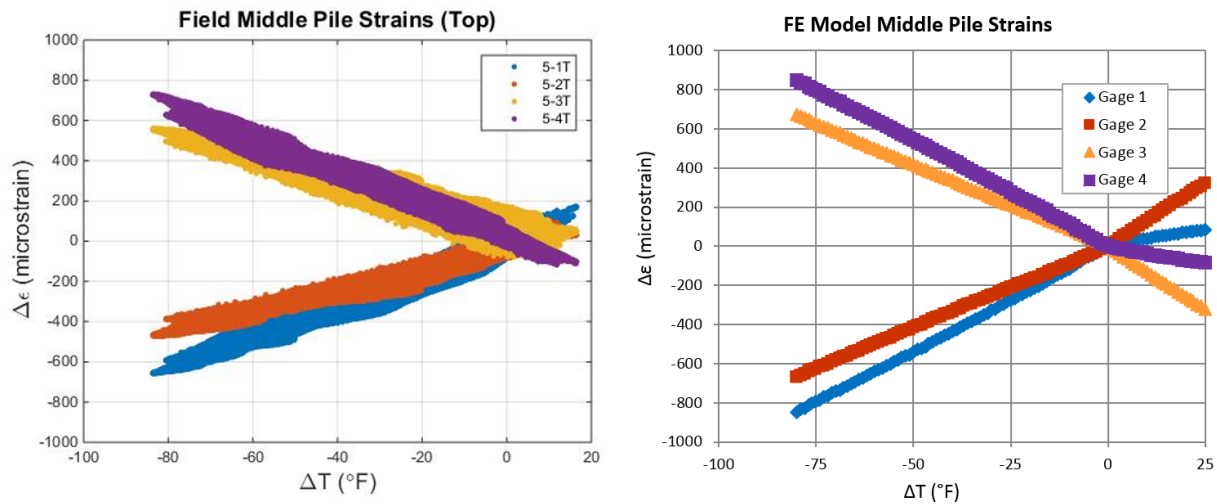 Field Middle Pile Strains (Top)
1000
800
600
400
200
0
-200
-400
-600
-800
-1000
-100
-80
-60
-40
-20
0
20
Δϵ (microstrain)
ΔT (°F)
5-1T
5-2T
5-3T
5-4T
FE Model Middle Pile Strains
1000
800
600
400
200
0
-200
-400
-600
-800
-1000
-100
-75
-50
-25
0
25
Δε (microstrain)
ΔT (°F)
Gage 1
Gage 2
Gage 3
Gage 4